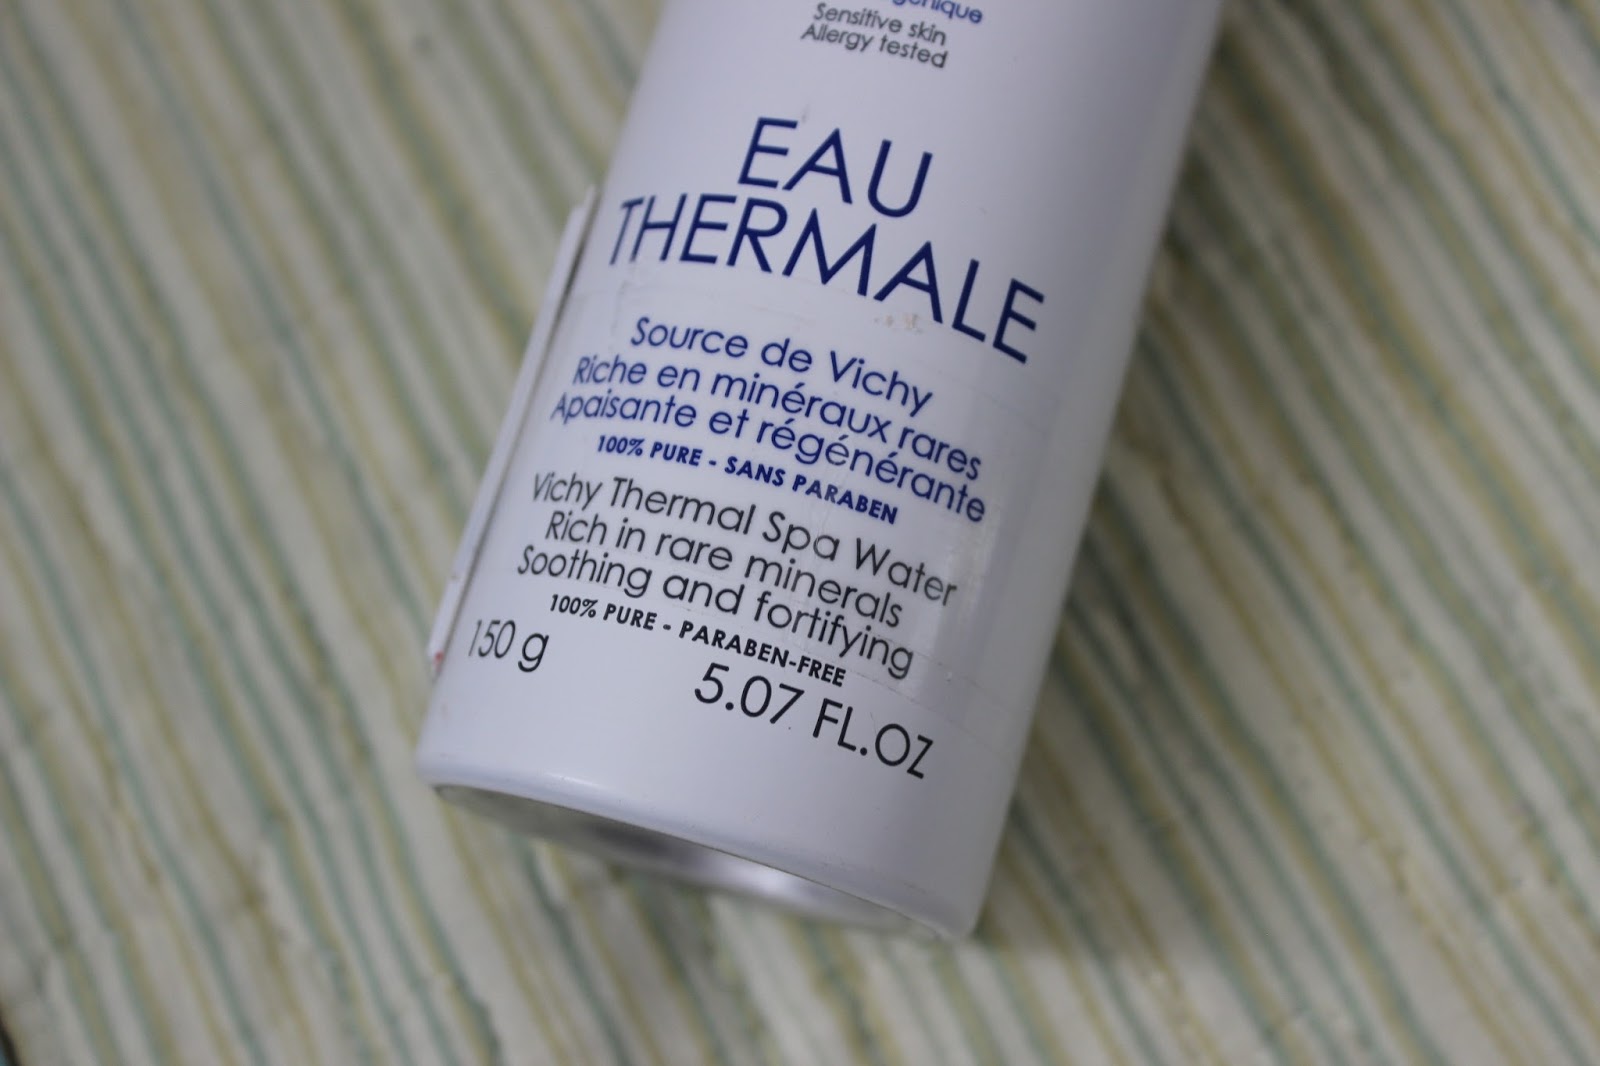 Sensitive skin
Allergy tested
EAU
THERMALE
Source de Vichy
Riche en minéraux rares
Apaisante et régénérante
100% PURE - SANS PARABEN
Vichy Thermal Spa Water
Rich in rare minerals
Soothing and fortifying
100% PURE - PARABEN-FREE
150 g 5.07 FL.OZ